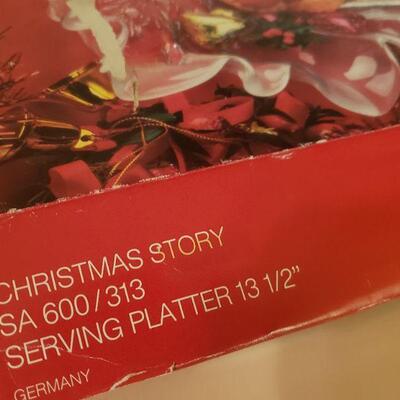 CHRISTMAS STORY
SA 600/313
SERVING PLATTER 13 1/2"
GERMANY